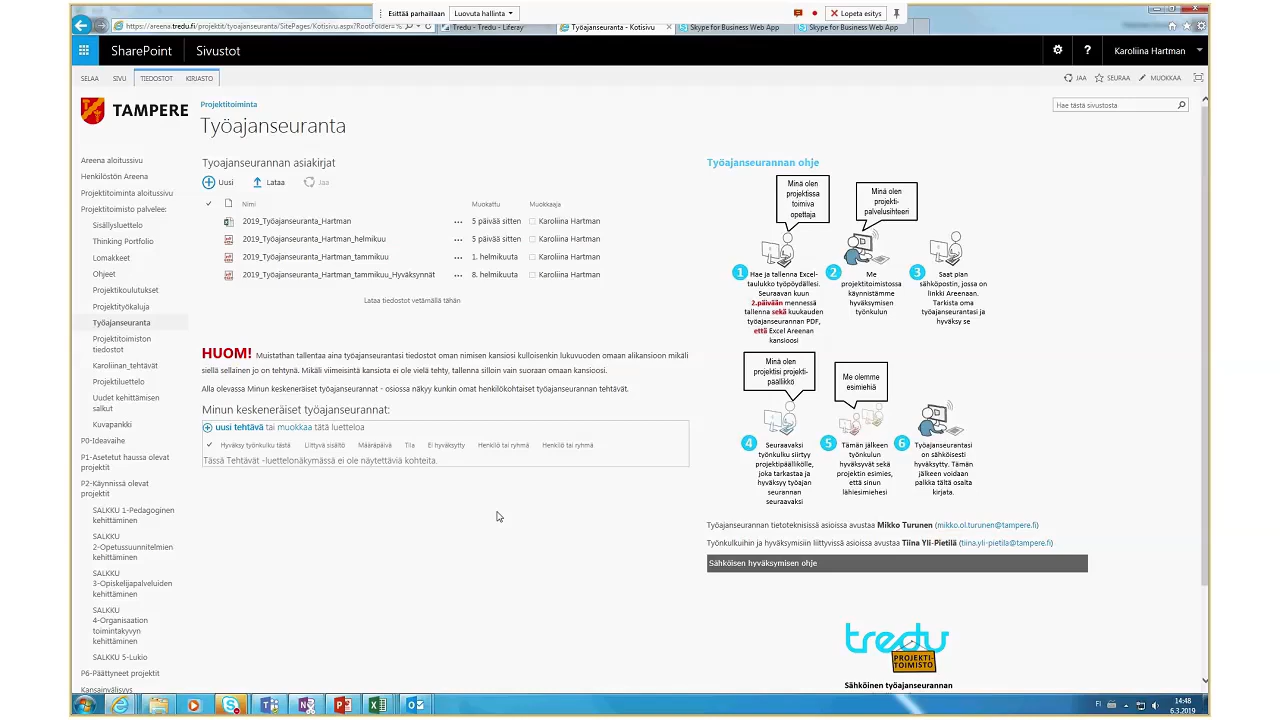 Esittää parhaillaan
Luovuta hallinta
Lopeta esitys
https://areena.tredu.fi/projektit/tyoajanseuranta/SitePages/Kotisivu.aspx?RootFolder=%
Tredu - Tredu - Liferay
Työajanseuranta - Kotisivu
Skype for Business Web App
Skype for Business Web App
SharePoint
Sivustot
?
Karoliina Hartman
SELAA
SIVU
TIEDOSTOT
KIRJASTO
JAA
SEURAA
MUOKKAA
TAMPERE
Projektitoiminta
Työajanseuranta
Hae tästä sivustosta
Areena aloitussivu
Henkilöstön Areena
Projektitoiminta aloitussivu
Projektitoimisto palvelee:
Sisällysluettelo
Thinking Portfolio
Lomakkeet
Ohjeet
Projektikoulutukset
Projektityökaluja
Työajanseuranta
Projektitoimiston
tiedostot
Karoliinan_tehtävät
Projektiluettelo
Uudet kehittämisen
salkut
Kuvapankki
P0-Ideavaihe
P1-Asetetut haussa olevat
projektit
P2-Käynnissä olevat
projektit
SALKKU 1-Pedagoginen
kehittäminen
SALKKU
2-Opetussuunnitelmien
kehittäminen
SALKKU
3-Opiskelijapalveluiden
kehittäminen
SALKKU
4-Organisaation
toimintakyvyn
kehittäminen
SALKKU 5-Lukio
P6-Päättyneet projektit
Kansainvälisyys
Tyoajanseurannan asiakirjat
Uusi
Lataa
Jaa
Nimi
Muokattu
Muokkaaja
2019_Työajanseuranta_Hartman
...
5 päivää sitten
Karoliina Hartman
2019_Työajanseuranta_Hartman_helmikuu
...
5 päivää sitten
Karoliina Hartman
2019_Työajanseuranta_Hartman_tammikuu
...
1. helmikuuta
Karoliina Hartman
2019_Työajanseuranta_Hartman_tammikuu_Hyväksynnät
...
8. helmikuuta
Karoliina Hartman
Lataa tiedostot vetämällä tähän
HUOM! Muistathan tallentaa aina työajanseurantasi tiedostot oman nimisen kansiosi kulloisenkin lukuvuoden omaan alikansioon mikäli
siellä sellainen jo on tehtynä. Mikäli viimeisintä kansiota ei ole vielä tehty, tallenna silloin vain suoraan omaan kansioosi.
Alla olevassa Minun keskeneräiset työajanseurannat - osiossa näkyy kunkin omat henkilökohtaiset työajanseurannan tehtävät.
Minun keskeneräiset työajanseurannat:
uusi tehtävä tai muokkaa tätä luetteloa
Hyväksy työnkulku tästä
Liittyvä sisältö
Määräpäivä
Tila
Ei hyväksytty
Henkilö tai ryhmä
Henkilö tai ryhmä
Tässä Tehtävät -luettelonäkymässä ei ole näytettäviä kohteita.
Työajanseurannan ohje
Minä olen
projektissa
toimiva
opettaja
Minä olen
projekti-
palvelusihteeri
1
Hae ja tallenna Excel-
taulukko työpöydällesi.
Seuraavan kuun
2.päivään mennessä
tallenna sekä kuukauden
työajanseurannan PDF,
että Excel Areenan
kansioosi
2
Me
projektitoimistossa
käynnistämme
hyväksymisen
työnkulun
3
Saat pian
sähköpostin, jossa on
linkki Areenaan.
Tarkista oma
työajanseurantasi ja
hyväksy se
Minä olen
projektisi projekti-
päällikkö
Me olemme
esimiehiä
4
Seuraavaksi
työnkulku siirtyy
projektipäällikölle,
joka tarkastaa ja
hyväksyy työajan
seurannan
seuraavaksi
5
Tämän jälkeen
työnkulun
hyväksyvät sekä
projektin esimies,
että sinun
lähiesimiehesi
6
Työajanseurantasi
on sähköisesti
hyväksytty. Tämän
jälkeen voidaan
palkka tältä osalta
kirjata.
Työajanseurannan tietoteknisissä asioissa avustaa Mikko Turunen (mikko.ol.turunen@tampere.fi)
Työnkulkuihin ja hyväksymisiin liittyvissä asioissa avustaa Tiina Yli-Pietilä (tiina.yli-pietila@tampere.fi)
Sähköisen hyväksymisen ohje
tredu
PROJEKTI-
TOIMISTO
Sähköinen työajanseurannan
FI
14:48
6.3.2019